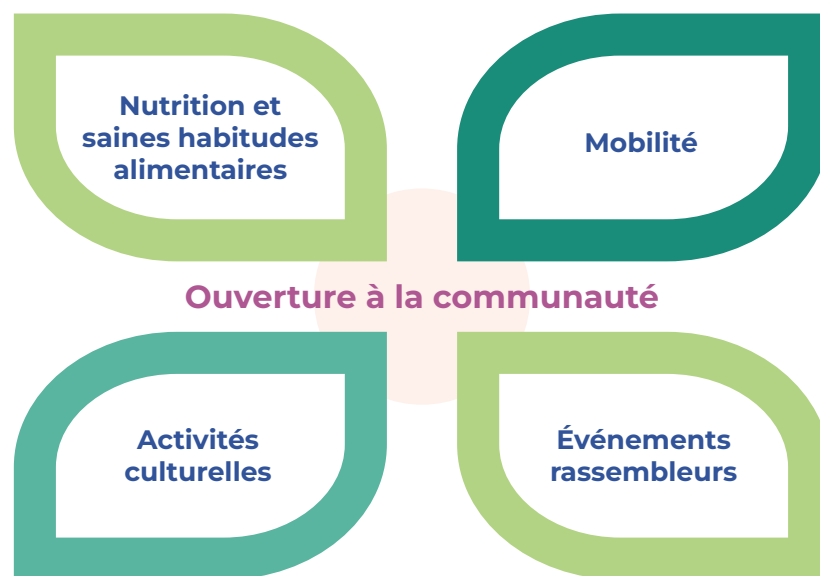 Nutrition et
saines habitudes
alimentaires
Mobilité
Ouverture à la communauté
Activités
culturelles
Événements
rassembleurs